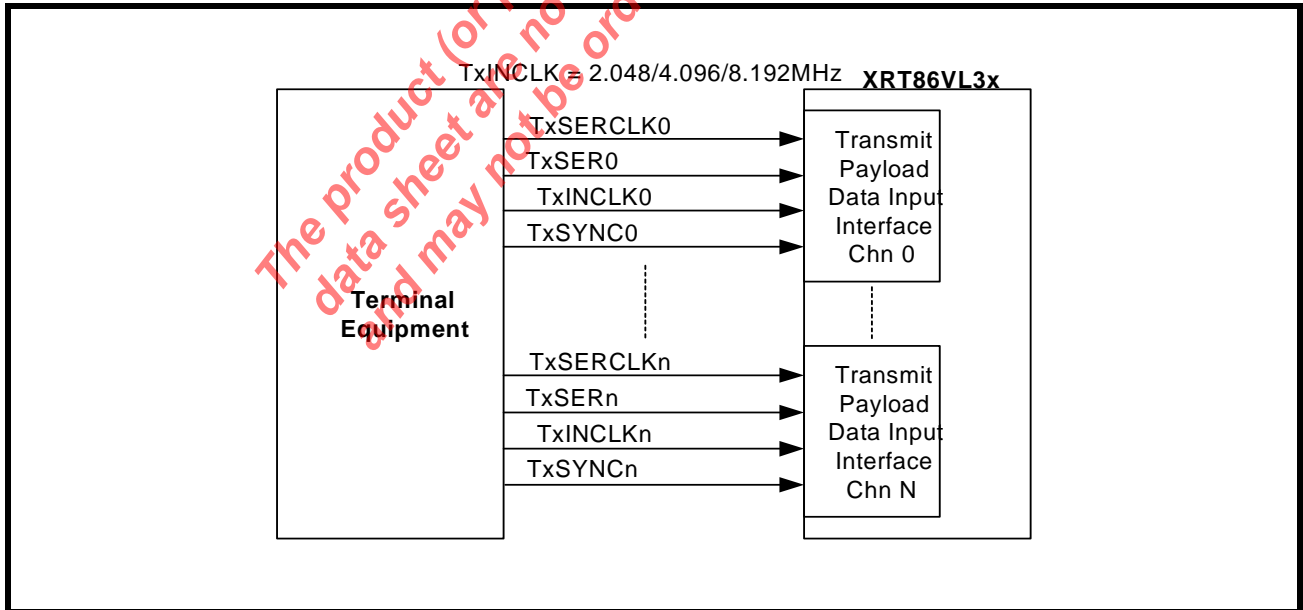 The product (or
data sheet are no
and may not be ord
TxINCLK = 2.048/4.096/8.192MHz
XRT86VL3x
TxSERCLK0
TxSER0
TxINCLK0
TxSYNC0
Transmit
Payload
Data Input
Interface
Chn 0
Terminal
Equipment
TxSERCLKn
TxSERn
TxINCLKn
TxSYNCn
Transmit
Payload
Data Input
Interface
Chn N